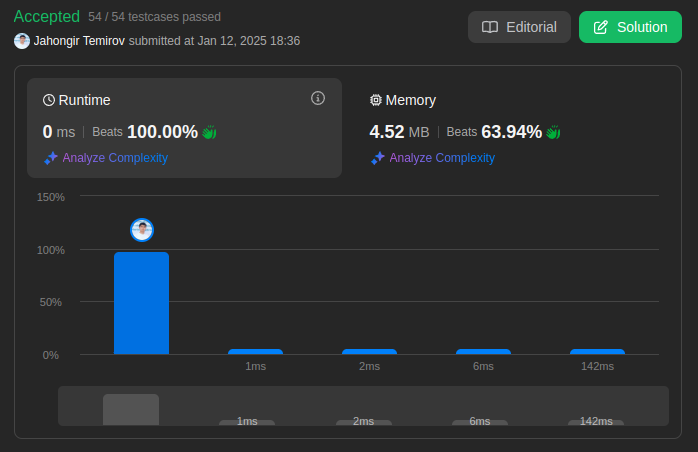 Accepted 54 / 54 testcases passed
Editorial
Solution
Jahongir Temirov submitted at Jan 12, 2025 18:36
Runtime
0 ms Beats 100.00%
Analyze Complexity
Memory
4.52 MB Beats 63.94%
Analyze Complexity
150%
100%
50%
0%
1ms 2ms 6ms 142ms
1ms 2ms 6ms 142ms